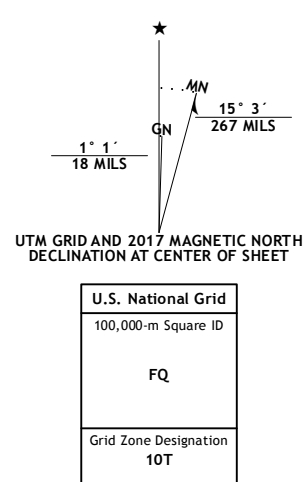 MN
GN
15° 3´
267 MILS
1° 1´
18 MILS
UTM GRID AND 2017 MAGNETIC NORTH
DECLINATION AT CENTER OF SHEET
U.S. National Grid
100,000-m Square ID
FQ
Grid Zone Designation
10T